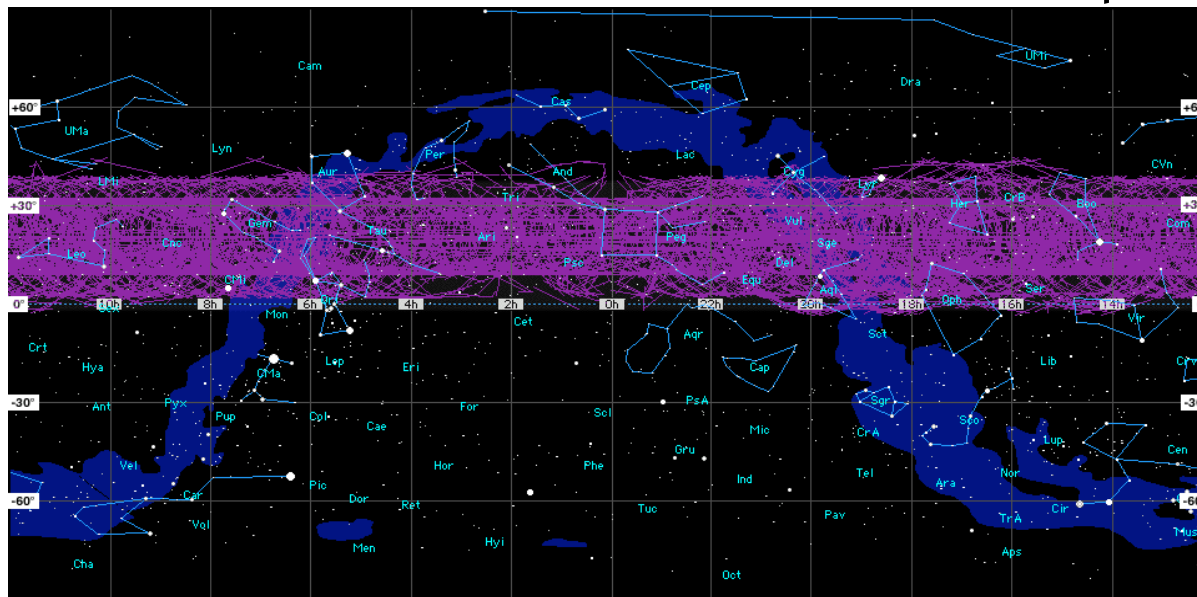 UMi
Cam
Dra
Cep
Cas
+60°
+6
UMa
Lyn
Per
Lac
CVn
Aur
And
Cyg
Lyr
LMi
Tri
Her
CrB
Boo
+30°
+3
Gem
Tau
Ari
Peg
Vul
Com
Leo
Cnc
Sge
Psc
Del
Ser
CMi
Equ
Oph
Aql
Ori
0°
10h
8h
6h
4h
2h
0h
22h
20h
18h
16h
14h
Mon
Cet
Aqr
Sct
Vir
Crt
Hya
CMa
Lep
Eri
Cap
Lib
Crv
-30°
-3
Ant
Pyx
Pup
Col
Cae
For
Scl
PsA
Mic
Sgr
CrA
Sco
Lup
Vel
Hor
Phe
Gru
Ind
Tel
Ara
Nor
Cen
-60°
-60
Car
Pic
Dor
Ret
Tuc
Pav
Cir
TrA
Vol
Mus
Cha
Men
Hyi
Oct
Aps